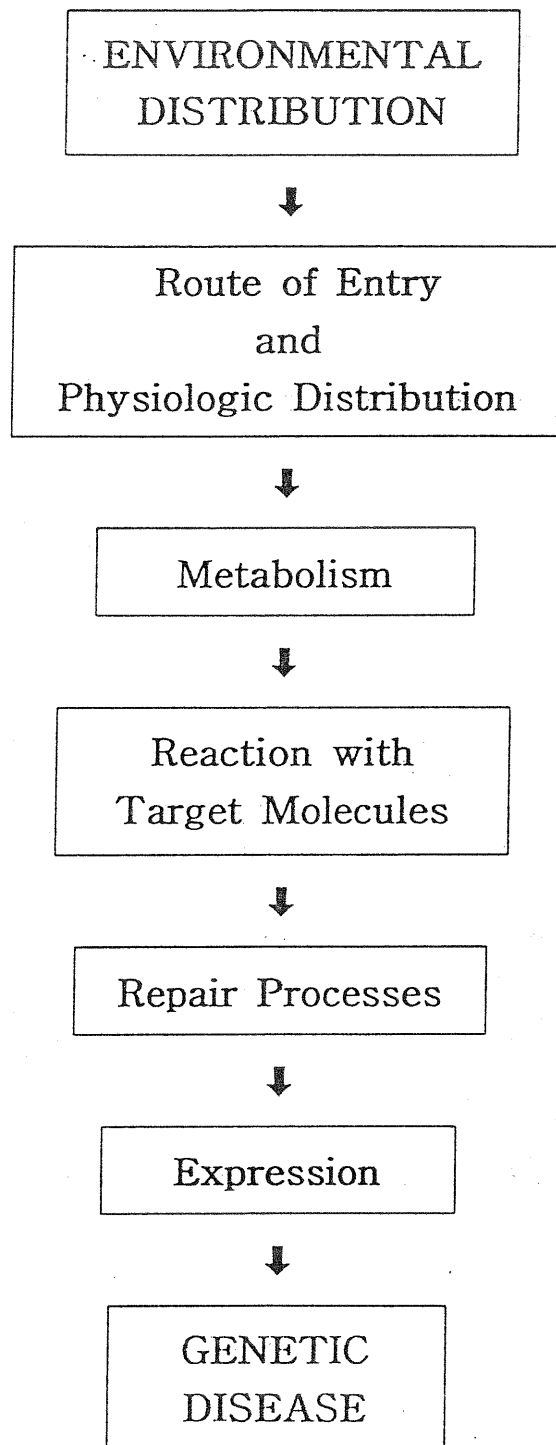 ENVIRONMENTAL
DISTRIBUTION
Route of Entry
and
Physiologic Distribution
Metabolism
Reaction with
Target Molecules
Repair Processes
Expression
GENETIC
DISEASE